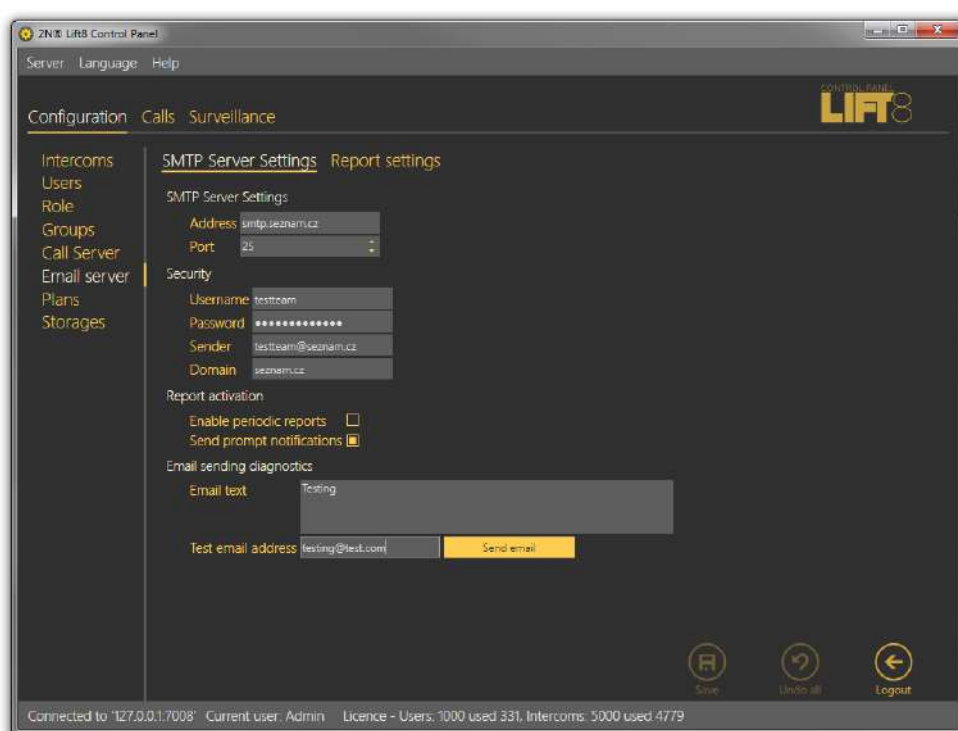 2N® Lift8 Control Panel
Server Language Help
CONTROL PANEL
LIFT8
Configuration Calls Surveillance
Intercoms
Users
Role
Groups
Call Server
Email server
Plans
Storages
SMTP Server Settings Report settings
SMTP Server Settings
Address smtp.seznam.cz
Port 25
Security
Username testteam
Password •••••••••••••
Sender testteam@seznam.cz
Domain seznam.cz
Report activation
Enable periodic reports
Send prompt notifications
Email sending diagnostics
Email text Testing
Test email address testing@test.com Send email
Save Undo all Logout
Connected to '127.0.0.1:7008' Current user: Admin Licence - Users: 1000 used 331, Intercoms: 5000 used 4779